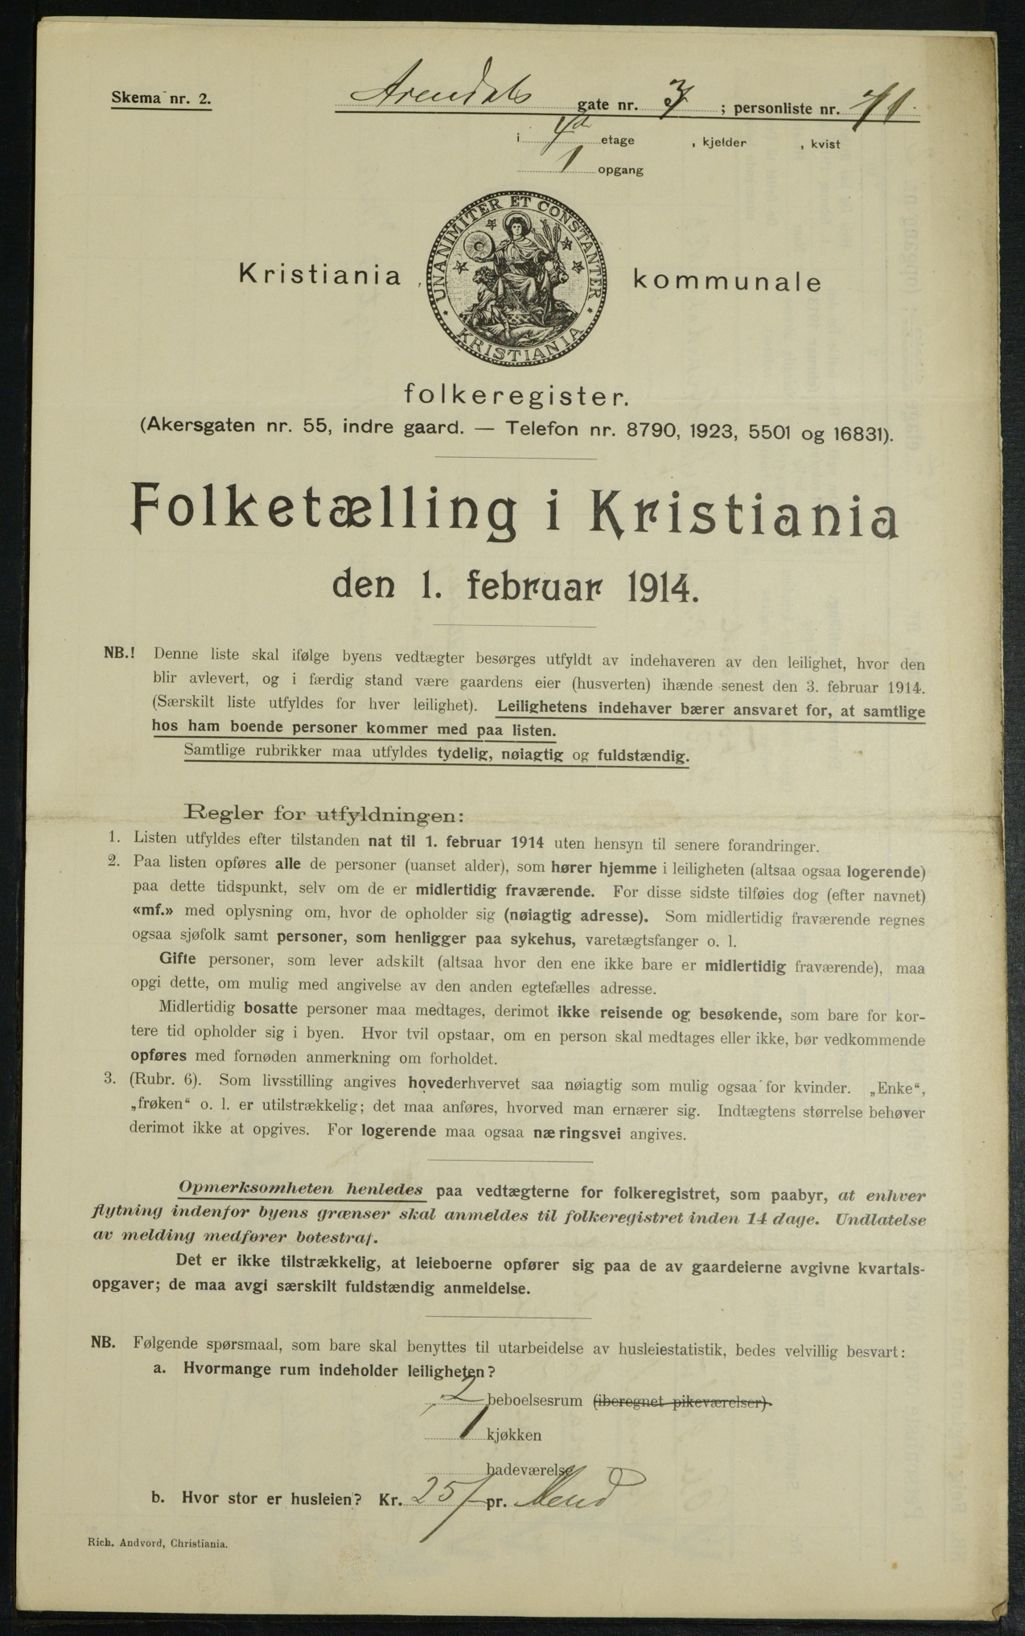 Skema nr. 2.
Arendals gate nr. 3 ; personliste nr. 41.
i 4de etage , kjelder , kvist
1 opgang
UNANIMITER ET CONSTANTER
KRISTIANIA
Kristiania kommunale
folkeregister.
(Akersgaten nr. 55, indre gaard. — Telefon nr. 8790, 1923, 5501 og 16831).
Folketælling i Kristiania
den 1. februar 1914.
NB.! Denne liste skal ifølge byens vedtægter besørges utfyldt av indehaveren av den leilighet, hvor den
blir avlevert, og i færdig stand være gaardens eier (husverten) ihænde senest den 3. februar 1914.
(Særskilt liste utfyldes for hver leilighet). Leilighetens indehaver bærer ansvaret for, at samtlige
hos ham boende personer kommer med paa listen.
Samtlige rubrikker maa utfyldes tydelig, nøiagtig og fuldstændig.
Regler for utfyldningen:
1. Listen utfyldes efter tilstanden nat til 1. februar 1914 uten hensyn til senere forandringer.
2. Paa listen opføres alle de personer (uanset alder), som hører hjemme i leiligheten (altsaa ogsaa logerende)
paa dette tidspunkt, selv om de er midlertidig fraværende. For disse sidste tilføies dog (efter navnet)
«mf.» med oplysning om, hvor de opholder sig (nøiagtig adresse). Som midlertidig fraværende regnes
ogsaa sjøfolk samt personer, som henligger paa sykehus, varetægtsfanger o. l.
Gifte personer, som lever adskilt (altsaa hvor den ene ikke bare er midlertidig fraværende), maa
opgi dette, om mulig med angivelse av den anden egtefælles adresse.
Midlertidig bosatte personer maa medtages, derimot ikke reisende og besøkende, som bare for kor-
tere tid opholder sig i byen. Hvor tvil opstaar, om en person skal medtages eller ikke, bør vedkommende
opføres med fornøden anmerkning om forholdet.
3. (Rubr. 6). Som livsstilling angives hovederhvervet saa nøiagtig som mulig ogsaa for kvinder. „Enke“,
„frøken“ o. l. er utilstrækkelig; det maa anføres, hvorved man ernærer sig. Indtægtens størrelse behøver
derimot ikke at opgives. For logerende maa ogsaa næringsvei angives.
Opmerksomheten henledes paa vedtægterne for folkeregistret, som paabyr, at enhver
flytning indenfor byens grænser skal anmeldes til folkeregistret inden 14 dage. Undlatelse
av melding medfører bøtestraf.
Det er ikke tilstrækkelig, at leieboerne opfører sig paa de av gaardeierne avgivne kvartals-
opgaver; de maa avgi særskilt fuldstændig anmeldelse.
NB. Følgende spørsmaal, som bare skal benyttes til utarbeidelse av husleiestatistik, bedes velvillig besvart:
a. Hvormange rum indeholder leiligheten?
2 beboelsesrum (iberegnet pikeværelser).
1 kjøkken
badeværelse
b. Hvor stor er husleien? Kr. 25/- pr. Mend
Rich. Andvord, Christiania.